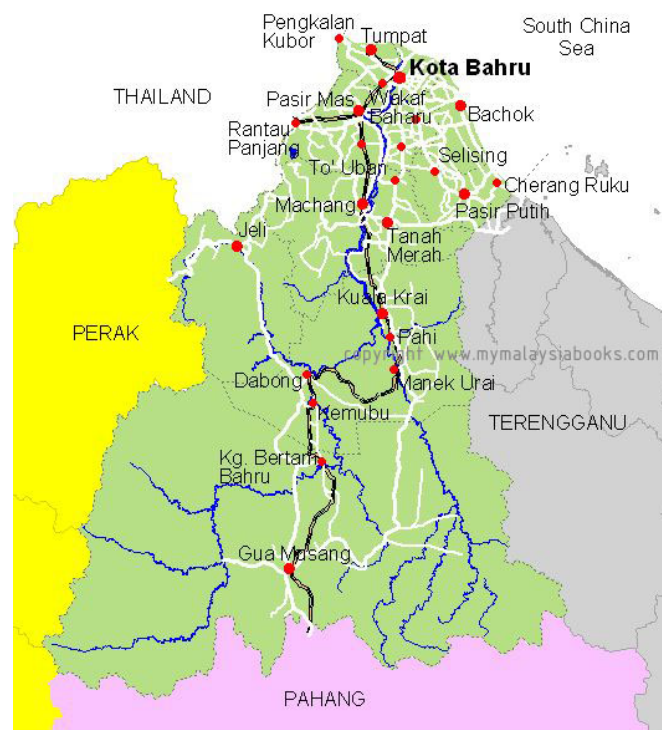 Pengkalan
Kubor
Tumpat
South China
Sea
Kota Bahru
THAILAND
Pasir Mas
Wakaf
Baharu
Bachok
Rantau
Panjang
To' Uban
Selising
Cherang Ruku
Machang
Pasir Putih
Jeli
Tanah
Merah
Kuala Krai
PERAK
Pahi
copyright www.mymalaysiabooks.com
Dabong
Manek Urai
Kemubu
TERENGGANU
Kg. Bertam
Bahru
Gua Musang
PAHANG